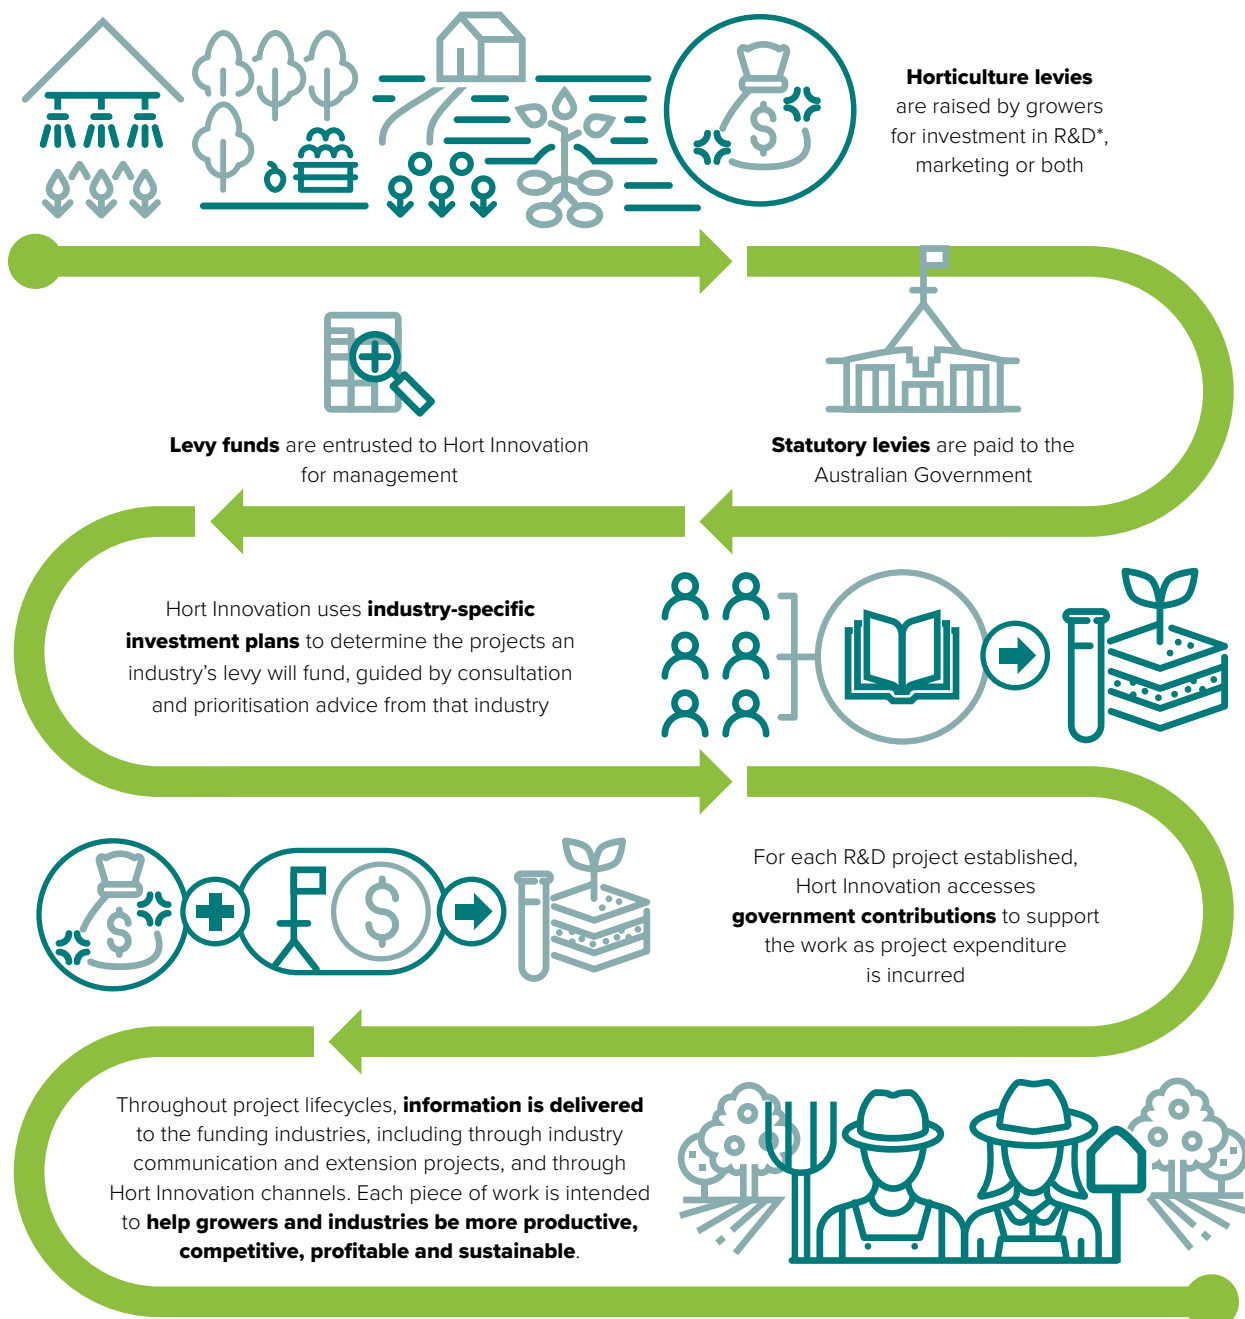 Horticulture levies
are raised by growers
for investment in R&D*,
marketing or both
Statutory levies are paid to the
Australian Government
Levy funds are entrusted to Hort Innovation
for management
Hort Innovation uses industry-specific
investment plans to determine the projects an
industry’s levy will fund, guided by consultation
and prioritisation advice from that industry
For each R&D project established,
Hort Innovation accesses
government contributions to support
the work as project expenditure
is incurred
Throughout project lifecycles, information is delivered
to the funding industries, including through industry
communication and extension projects, and through
Hort Innovation channels. Each piece of work is intended
to help growers and industries be more productive,
competitive, profitable and sustainable.